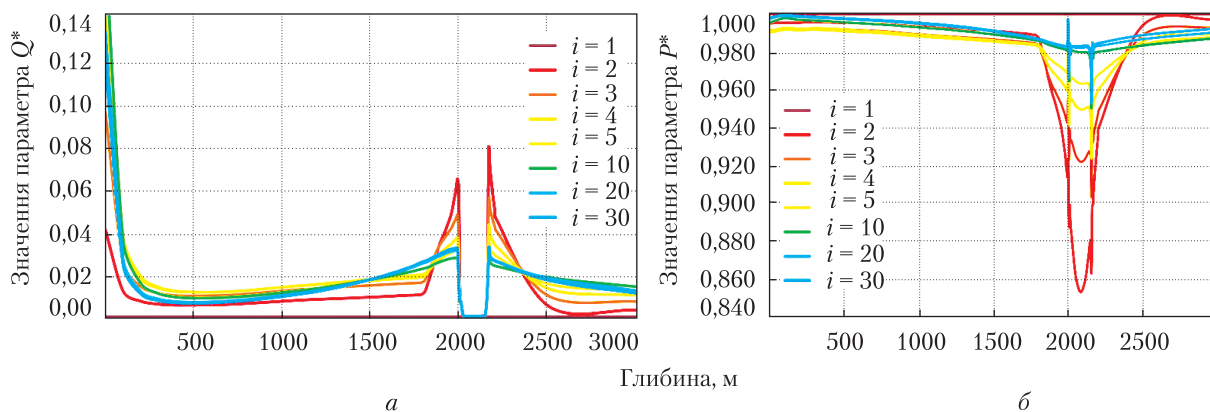 Значення параметра Q*
0,14
0,12
0,10
0,08
0,06
0,04
0,02
0,00
500
1000
1500
2000
2500
3000
i = 1
i = 2
i = 3
i = 4
i = 5
i = 10
i = 20
i = 30
а
Значення параметра P*
1,000
0,980
0,960
0,940
0,920
0,900
0,880
0,860
0,840
500
1000
1500
2000
2500
i = 1
i = 2
i = 3
i = 4
i = 5
i = 10
i = 20
i = 30
Глибина, м
б